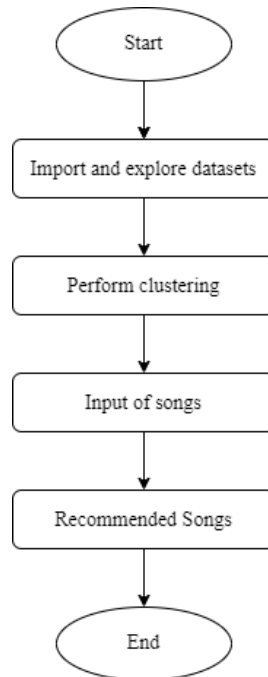 Start
Import and explore datasets
Perform clustering
Input of songs
Recommended Songs
End